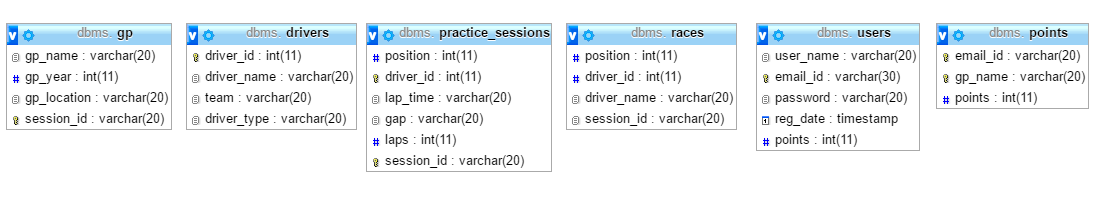 v dbms. gp
gp_name : varchar(20)
gp_year : int(11)
gp_location : varchar(20)
session_id : varchar(20)
v dbms. drivers
driver_id : int(11)
driver_name : varchar(20)
team : varchar(20)
driver_type : varchar(20)
v dbms. practice_sessions
position : int(11)
driver_id : int(11)
lap_time : varchar(20)
gap : varchar(20)
laps : int(11)
session_id : varchar(20)
v dbms. races
position : int(11)
driver_id : int(11)
driver_name : varchar(20)
session_id : varchar(20)
v dbms. users
user_name : varchar(20)
email_id : varchar(30)
password : varchar(20)
reg_date : timestamp
points : int(11)
v dbms. points
email_id : varchar(20)
gp_name : varchar(20)
points : int(11)